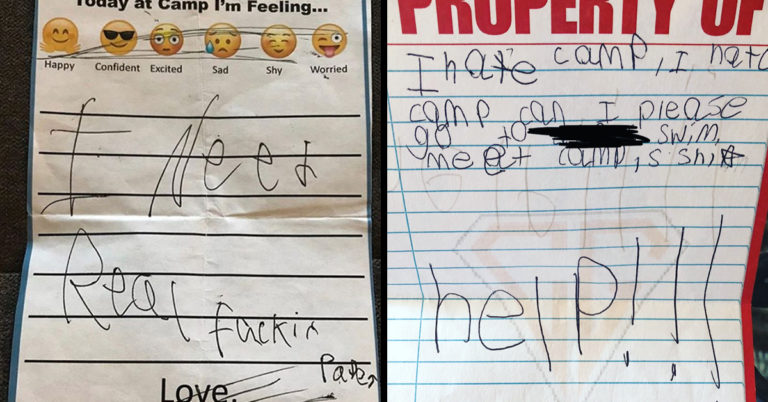 Today at Camp I'm Feeling...
Happy Confident Excited Sad Shy Worried
I Need
Real
fuckin
Love,
PROPERTY OF
I hate camp, I hate
camp can I please
go to swim
meet camp,s shit
help!!!